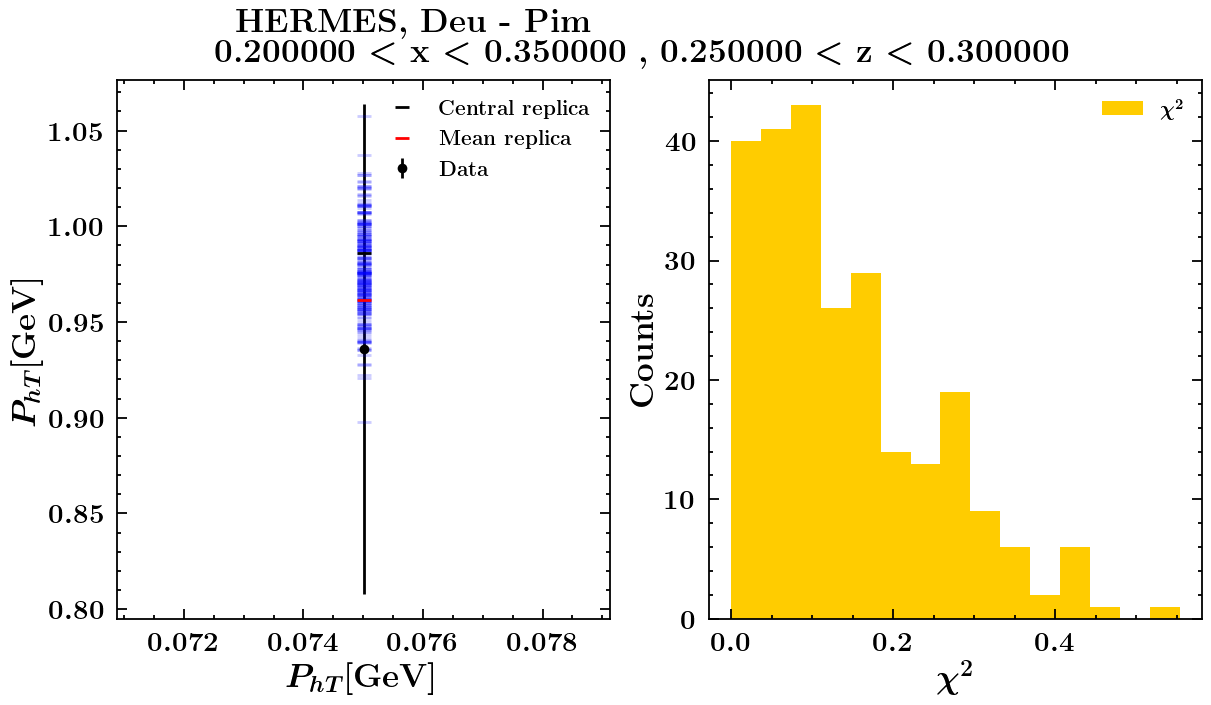 HERMES, Deu - Pim
0.200000 < x < 0.350000 , 0.250000 < z < 0.300000
P_{hT}[GeV]
1.05
1.00
0.95
0.90
0.85
0.80
Central replica
Mean replica
Data
0.072
0.074
0.076
0.078
P_{hT}[GeV]
Counts
40
30
20
10
0
χ²
0.0
0.2
0.4
χ²